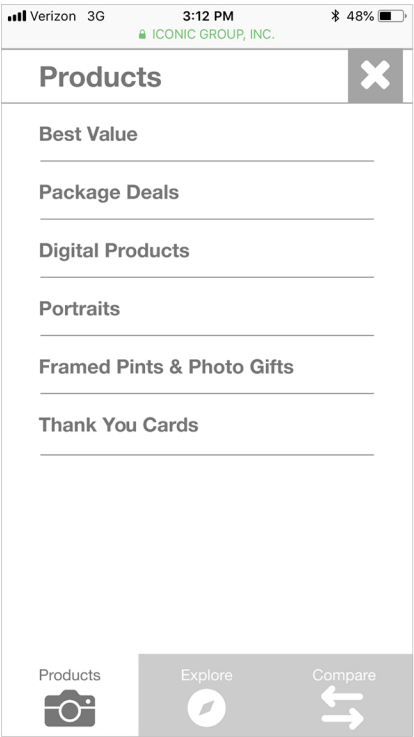 Verizon 3G 3:12 PM 48%
ICONIC GROUP, INC.
Products
Best Value
Package Deals
Digital Products
Portraits
Framed Pints & Photo Gifts
Thank You Cards
Products Explore Compare